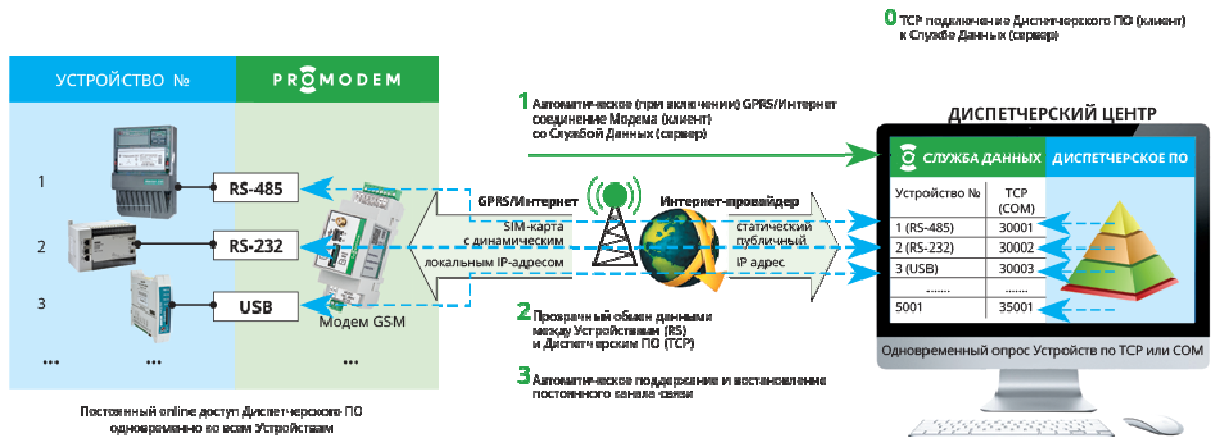 0 TCP подключение Диспетчерского ПО (клиент)
к Службе Данных (сервер)
УСТРОЙСТВО №
PROMODEM
1 Автоматическое (при включении) GPRS/Интернет
соединение Модема (клиент)
со Службой Данных (сервер)
ДИСПЕТЧЕРСКИЙ ЦЕНТР
СЛУЖБА ДАННЫХ
ДИСПЕТЧЕРСКОЕ ПО
1
RS-485
2
RS-232
3
USB
Модем GSM
...
...
...
GPRS/Интернет
SIM-карта
с динамическим
локальным IP-адресом
Интернет-провайдер
статический
публичный
IP адрес
Устройство №
TCP
(COM)
1 (RS-485) 30001
2 (RS-232) 30002
3 (USB) 30003
....... ......
5001 35001
Одновременный опрос Устройств по TCP или COM
2 Прозрачный обмен данными
между Устройствам (RS)
и Диспетчерским ПО (TCP)
3 Автоматическое поддержание и востановление
постоянного канала связи
Постоянный online доступ Диспетчерского ПО
одновременно ко всем Устройствам